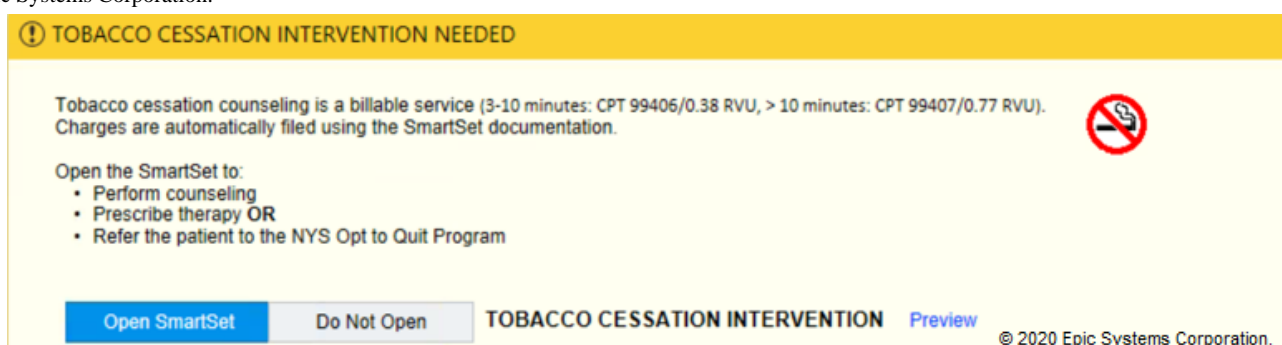 Systems Corporation.
TOBACCO CESSATION INTERVENTION NEEDED
Tobacco cessation counseling is a billable service (3-10 minutes: CPT 99406/0.38 RVU, > 10 minutes: CPT 99407/0.77 RVU).
Charges are automatically filed using the SmartSet documentation.
Open the SmartSet to:
• Perform counseling
• Prescribe therapy OR
• Refer the patient to the NYS Opt to Quit Program
Open SmartSet Do Not Open TOBACCO CESSATION INTERVENTION Preview
© 2020 Epic Systems Corporation.